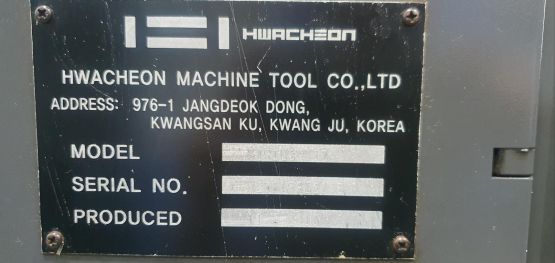 HWACHEON
HWACHEON MACHINE TOOL CO.,LTD
ADDRESS: 976-1 JANGDEOK DONG,
KWANGSAN KU, KWANG JU, KOREA
MODEL
SERIAL NO.
PRODUCED